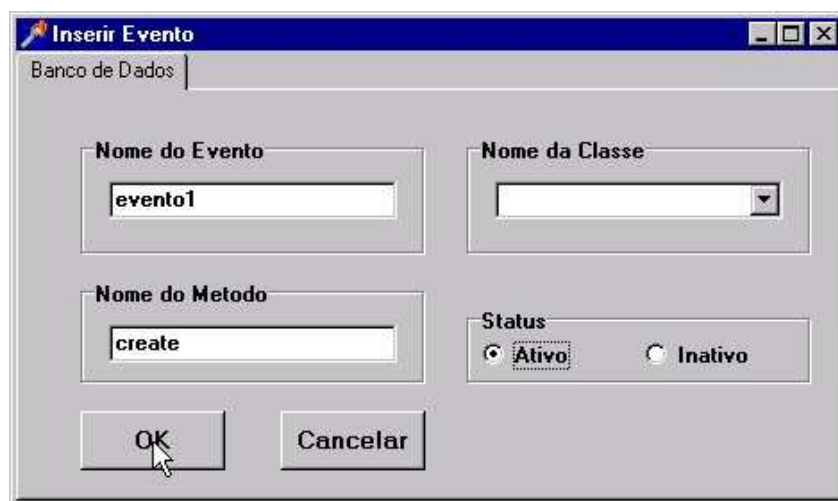 Inserir Evento
Banco de Dados
Nome do Evento
evento1
Nome da Classe
Nome do Metodo
create
Status
Ativo
Inativo
OK
Cancelar